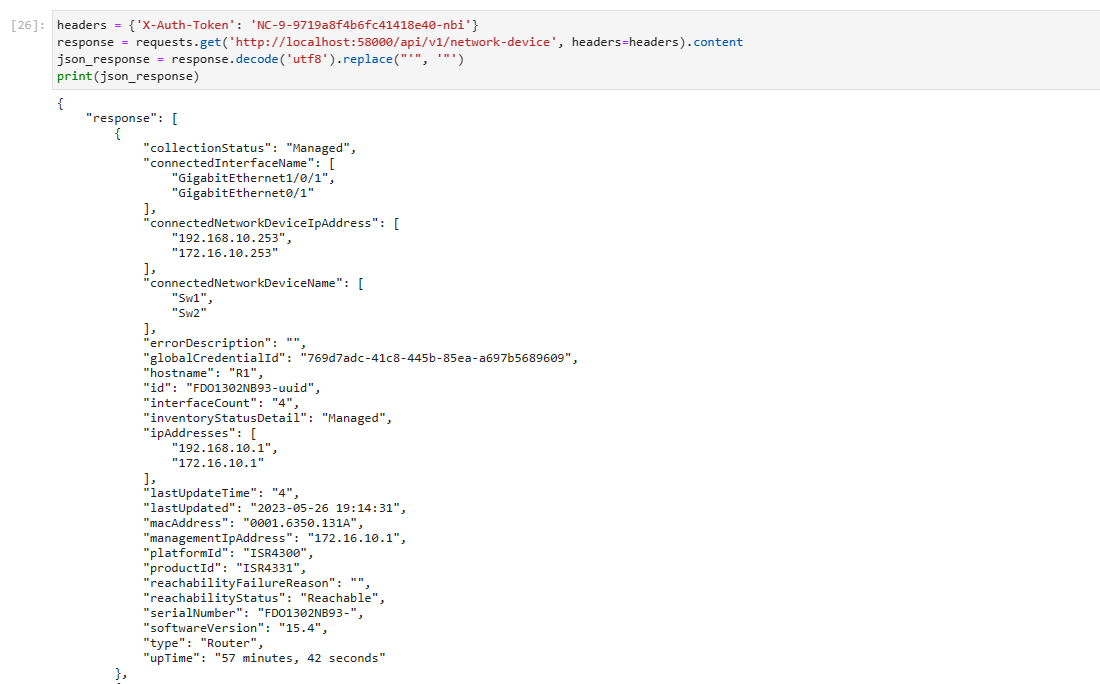 [26]: headers = {'X-Auth-Token': 'NC-9-9719a8f4b6fc41418e40-nbi'}
response = requests.get('http://localhost:58000/api/v1/network-device', headers=headers).content
json_response = response.decode('utf8').replace("'", '"')
print(json_response)
{
    "response": [
        {
            "collectionStatus": "Managed",
            "connectedInterfaceName": [
                "GigabitEthernet1/0/1",
                "GigabitEthernet0/1"
            ],
            "connectedNetworkDeviceIpAddress": [
                "192.168.10.253",
                "172.16.10.253"
            ],
            "connectedNetworkDeviceName": [
                "Sw1",
                "Sw2"
            ],
            "errorDescription": "",
            "globalCredentialId": "769d7adc-41c8-445b-85ea-a697b5689609",
            "hostname": "R1",
            "id": "FDO1302NB93-uuid",
            "interfaceCount": "4",
            "inventoryStatusDetail": "Managed",
            "ipAddresses": [
                "192.168.10.1",
                "172.16.10.1"
            ],
            "lastUpdateTime": "4",
            "lastUpdated": "2023-05-26 19:14:31",
            "macAddress": "0001.6350.131A",
            "managementIpAddress": "172.16.10.1",
            "platformId": "ISR4300",
            "productId": "ISR4331",
            "reachabilityFailureReason": "",
            "reachabilityStatus": "Reachable",
            "serialNumber": "FDO1302NB93-",
            "softwareVersion": "15.4",
            "type": "Router",
            "upTime": "57 minutes, 42 seconds"
        },